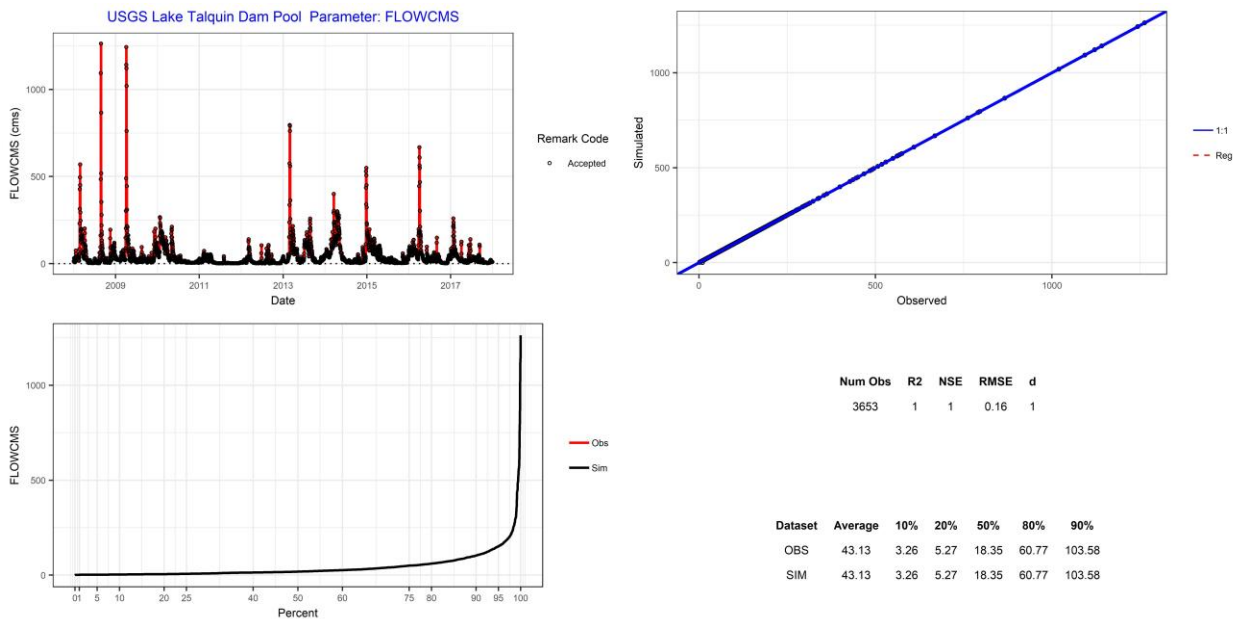 USGS Lake Talquin Dam Pool Parameter: FLOWCMS
FLOWCMS (cms)
1000
500
250
0
2009
2011
2013
2015
2017
Date
Remark Code
Accepted
Simulated
1000
500
0
0
500
1000
Observed
1:1
Reg
FLOWCMS
1000
500
0
01 5 10 20 40 50 60 75 80 90 95 100
Percent
Obs
Sim
Num Obs R2 NSE RMSE d
3653 1 1 0.16 1
Dataset Average 10% 20% 50% 80% 90%
OBS 43.13 3.26 5.27 18.35 60.77 103.58
SIM 43.13 3.26 5.27 18.35 60.77 103.58